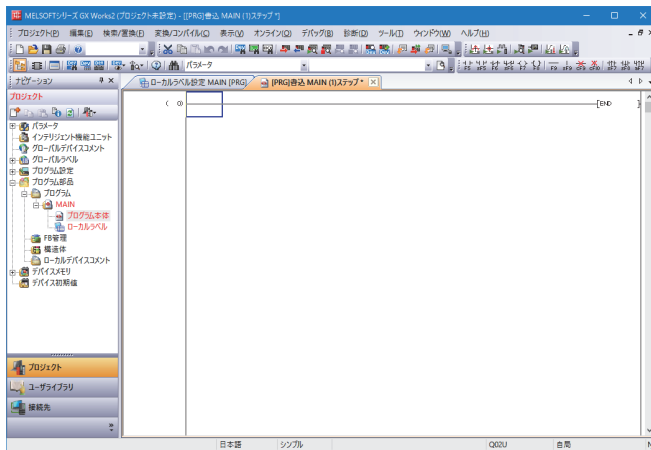 MELSOFTシリーズ GX Works2 (プロジェクト未設定) - [[PRG]書込 MAIN (1)ステップ *]
プロジェクト(P) 編集(E) 検索/置換(F) 変換/コンパイル(C) 表示(V) オンライン(O) デバッグ(B) 診断(D) ツール(T) ウィンドウ(W) ヘルプ(H)
パラメータ
ナビゲーション
ローカルラベル設定 MAIN [PRG]
[PRG]書込 MAIN (1)ステップ *
プロジェクト
( 0)
[END ]
パラメータ
インテリジェント機能ユニット
グローバルデバイスコメント
グローバルラベル
プログラム設定
プログラム部品
プログラム
MAIN
プログラム本体
ローカルラベル
FB管理
構造体
ローカルデバイスコメント
デバイスメモリ
デバイス初期値
プロジェクト
ユーザライブラリ
接続先
日本語 シンプル Q02U 自局